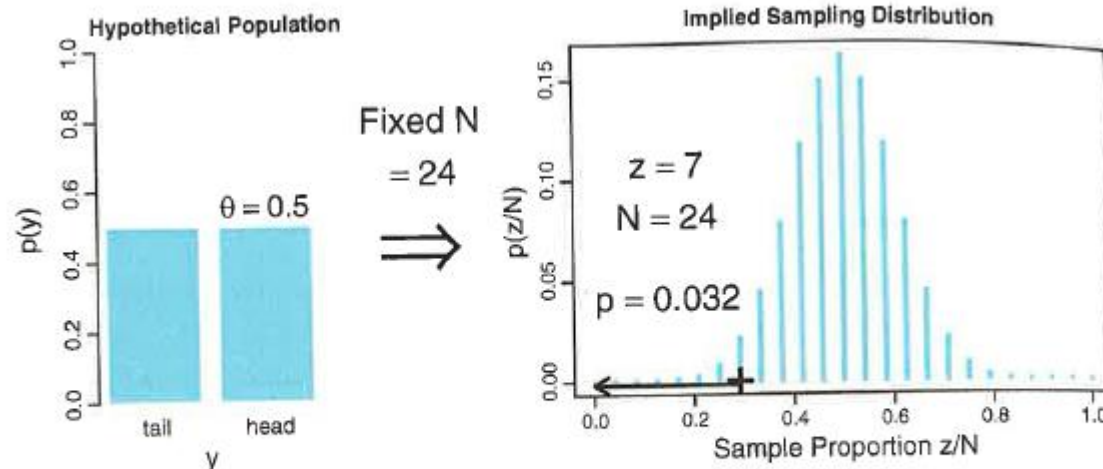 Hypothetical Population
p(y)
1.0
0.8
0.6
0.4
0.2
0.0
θ = 0.5
tail head
y
Fixed N
= 24
⇒
Implied Sampling Distribution
p(z/N)
0.15
0.10
0.05
0.00
z = 7
N = 24
p = 0.032
0.0 0.2 0.4 0.6 0.8 1.0
Sample Proportion z/N